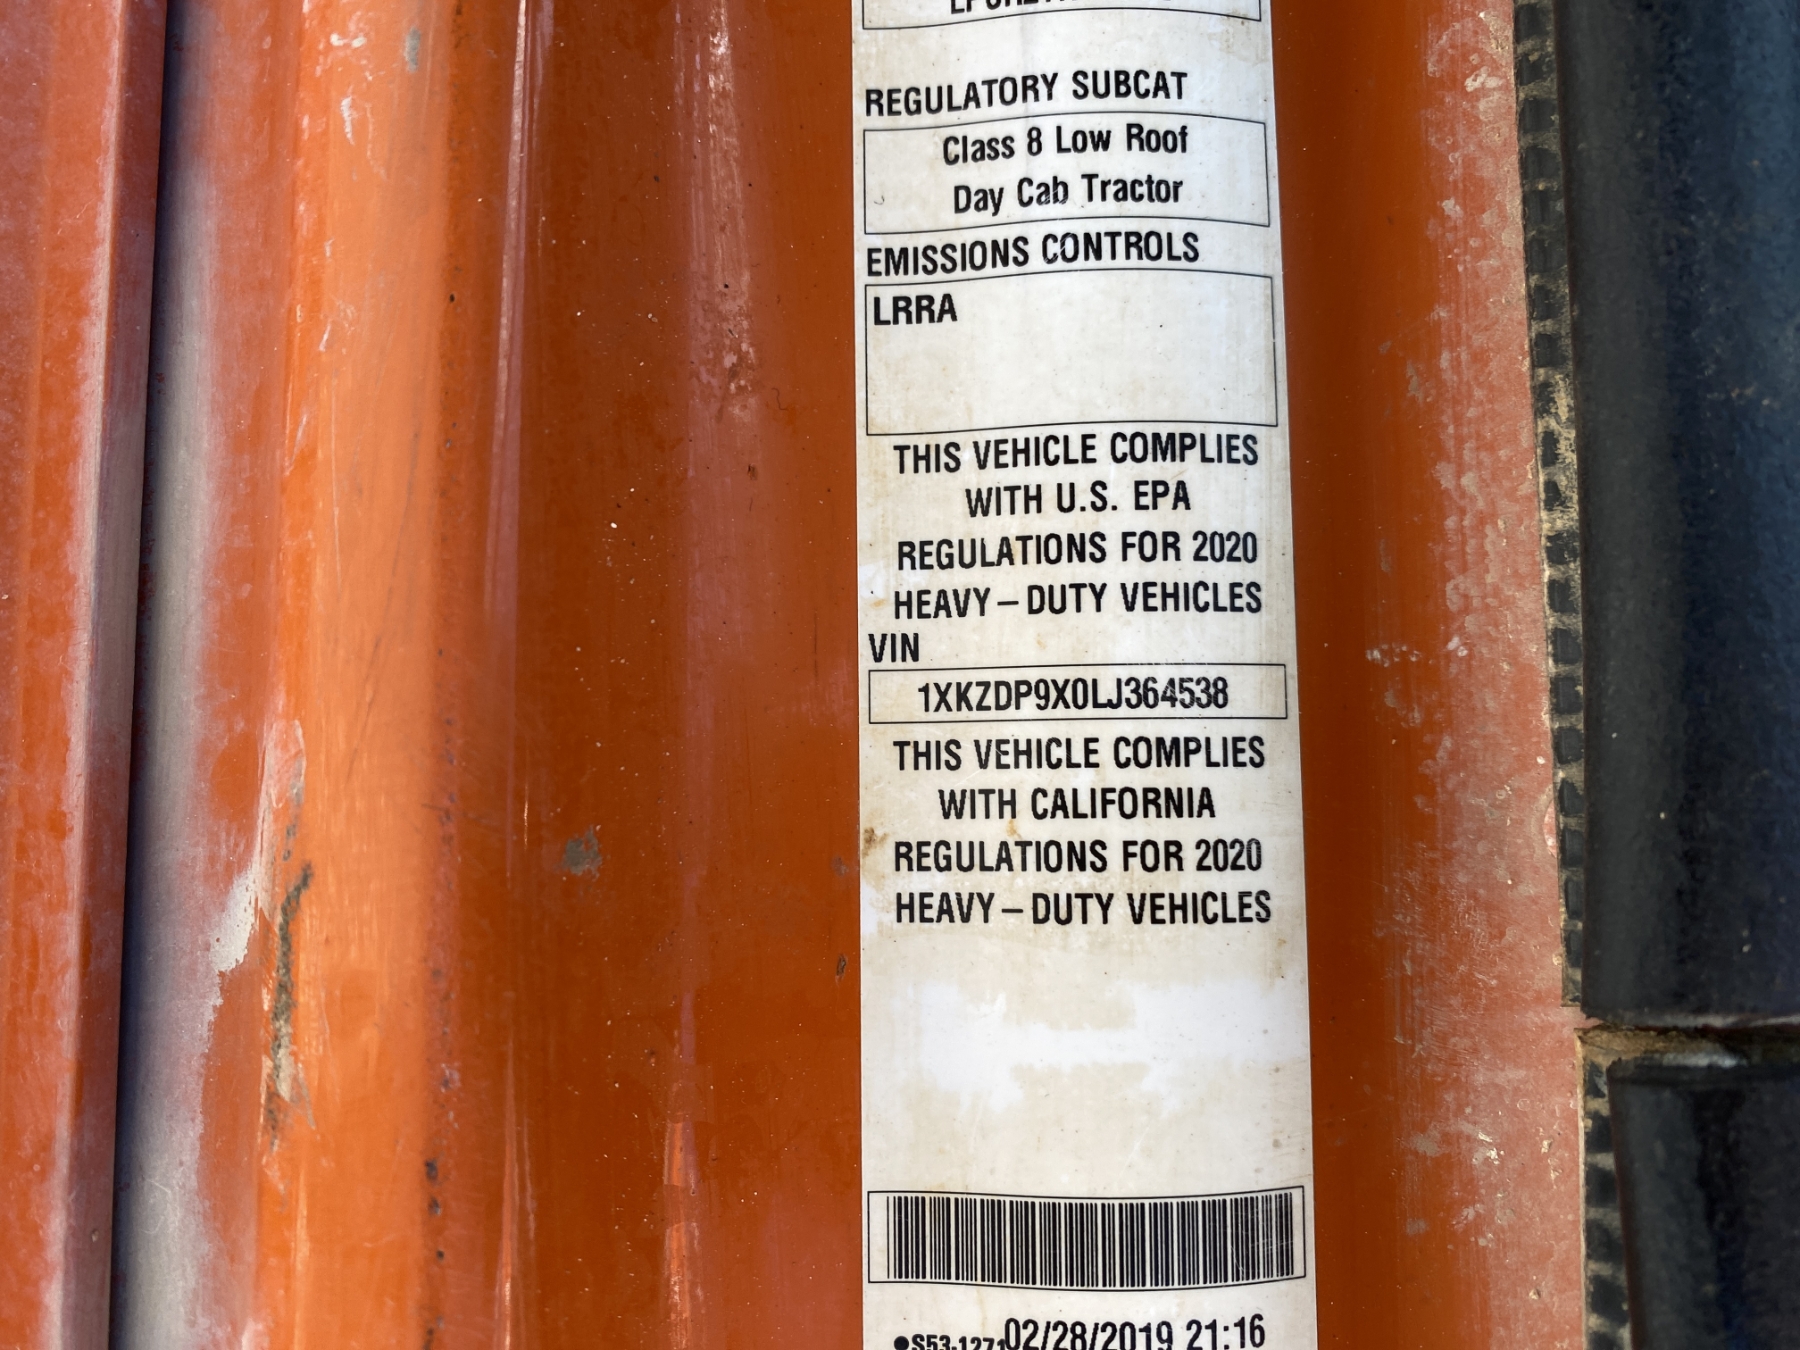 REGULATORY SUBCAT
Class 8 Low Roof
Day Cab Tractor
EMISSIONS CONTROLS
LRRA
THIS VEHICLE COMPLIES
WITH U.S. EPA
REGULATIONS FOR 2020
HEAVY–DUTY VEHICLES
VIN
1XKZDP9X0LJ364538
THIS VEHICLE COMPLIES
WITH CALIFORNIA
REGULATIONS FOR 2020
HEAVY–DUTY VEHICLES
●S53-1271 02/28/2019 21:16